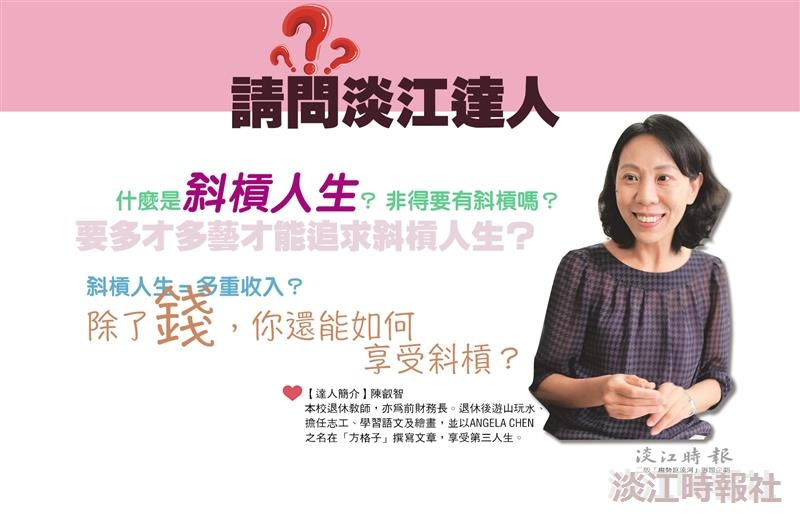 ???
請問淡江達人
什麼是斜槓人生？非得要有斜槓嗎？
要多才多藝才能追求斜槓人生？
斜槓人生=多重收入？
除了錢，你還能如何
享受斜槓？
【達人簡介】陳叡智
本校退休教師，亦為前財務長。退休後遊山玩水、
擔任志工、學習語文及繪畫，並以ANGELA CHEN
之名在「方格子」撰寫文章，享受第三人生。
淡江時報
淡江時報社